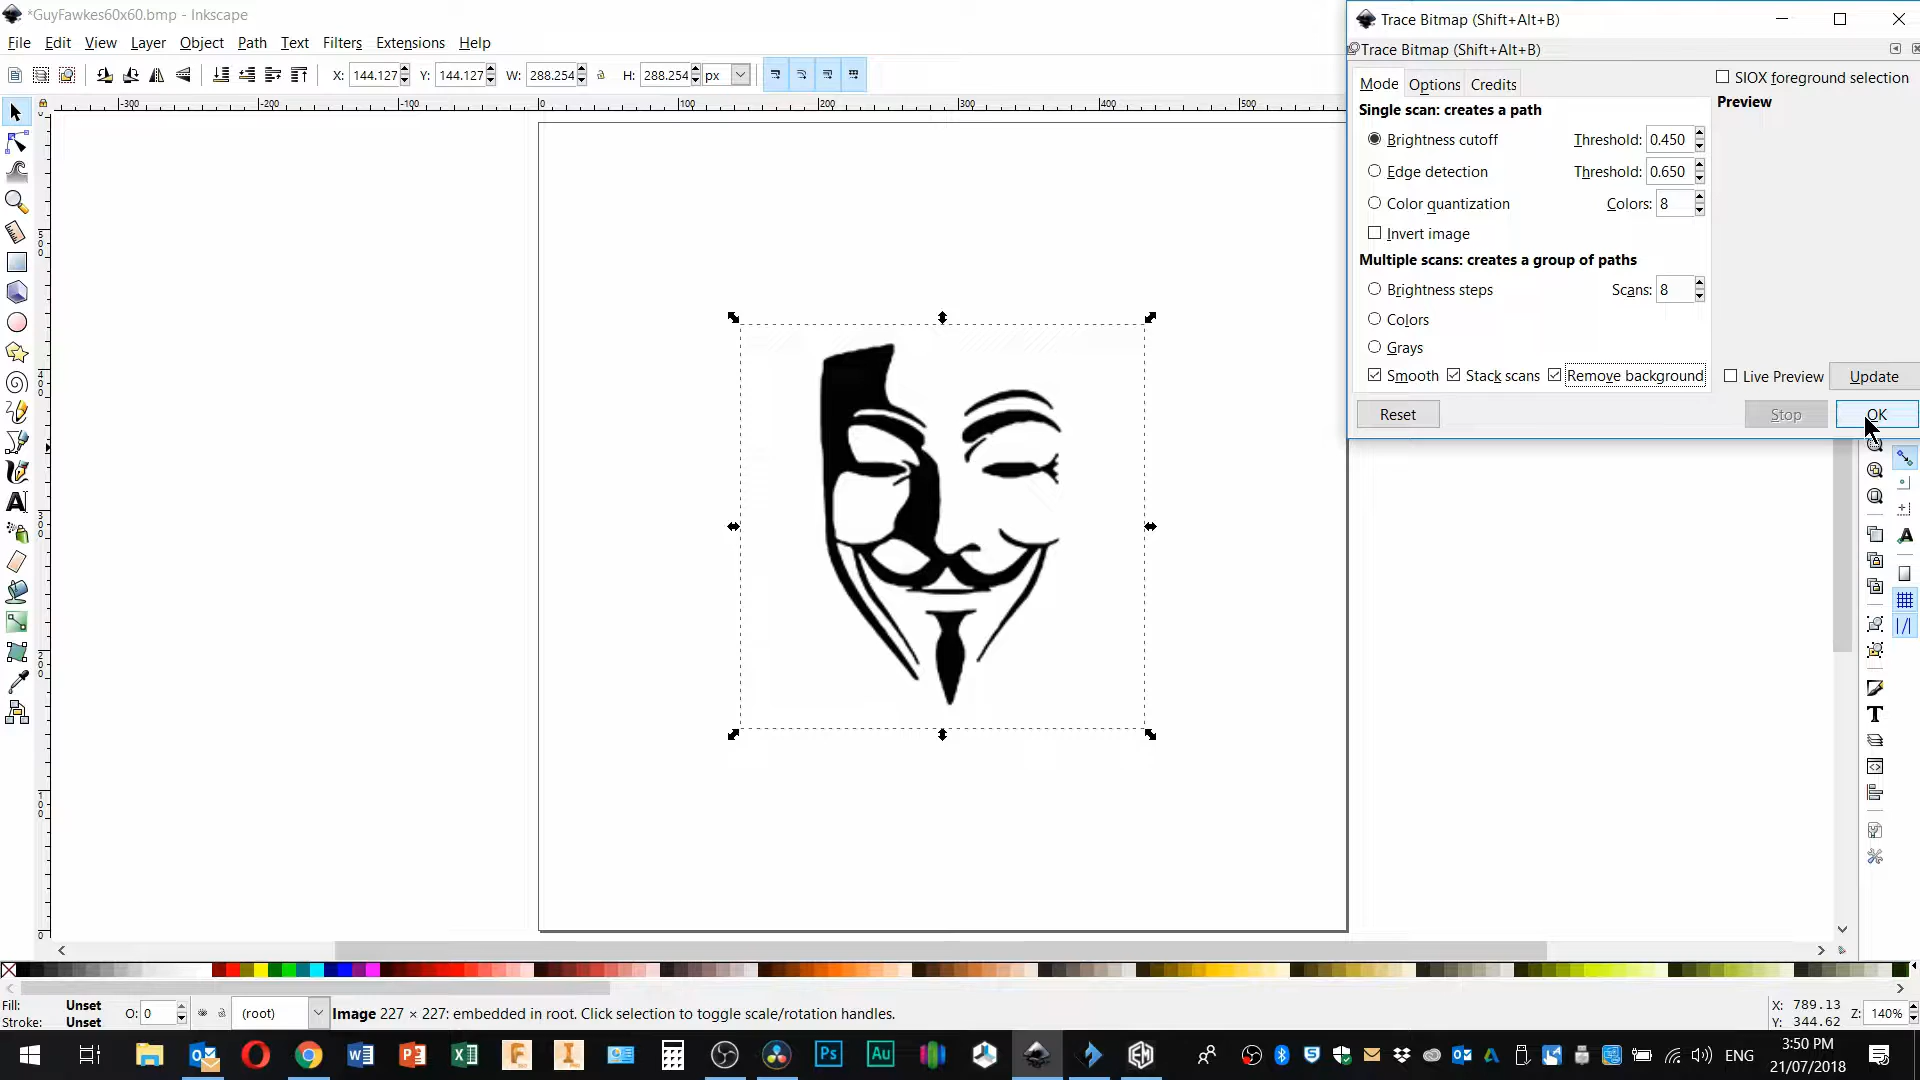 *GuyFawkes60x60.bmp - Inkscape
File Edit View Layer Object Path Text Filters Extensions Help
X: 144.127 Y: 144.127 W: 288.254 H: 288.254 px
-300 -200 -100 0 100 200 300 400 500
Trace Bitmap (Shift+Alt+B)
Trace Bitmap (Shift+Alt+B)
Mode Options Credits
SIOX foreground selection
Single scan: creates a path
Preview
Brightness cutoff Threshold: 0.450
Edge detection Threshold: 0.650
Color quantization Colors: 8
Invert image
Multiple scans: creates a group of paths
Brightness steps Scans: 8
Colors
Grays
Smooth Stack scans Remove background
Live Preview Update
Reset Stop OK
Fill: Unset
Stroke: Unset
O: 0 (root) Image 227 × 227: embedded in root. Click selection to toggle scale/rotation handles.
X: 789.13
Y: 344.62
Z: 140%
Ps Au
ENG
3:50 PM
21/07/2018